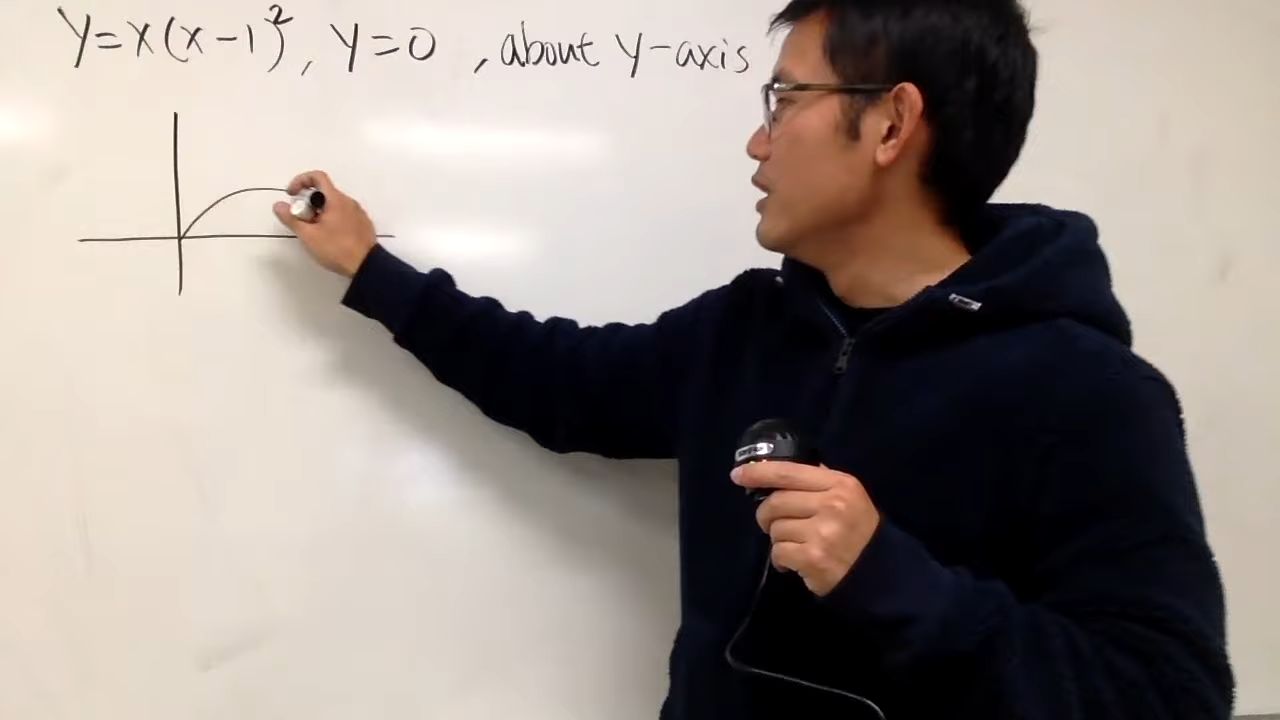 y=x(x-1)², y=0 , about y-axis